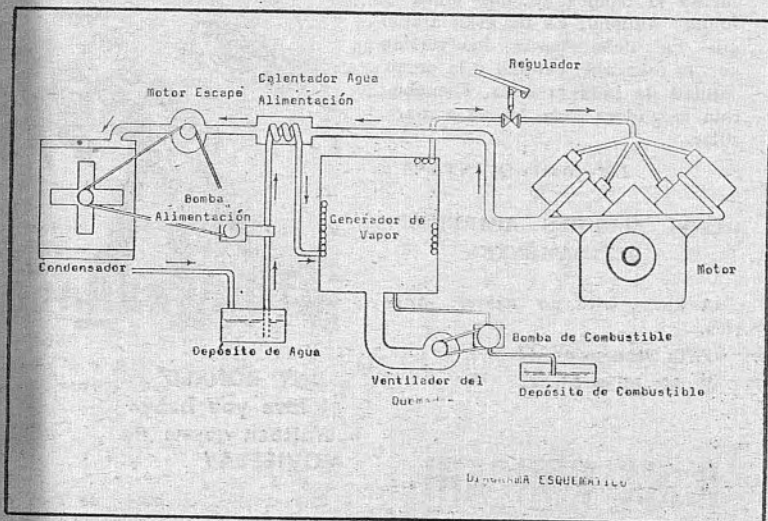 Regulador
Calentador Agua
Alimentación
Motor Escape
Bomba
Alimentación
Generador de
Vapor
Condensador
Motor
Depósito de Agua
Bomba de Combustible
Ventilador del
Depósito de Combustible
ESQUEMATICO